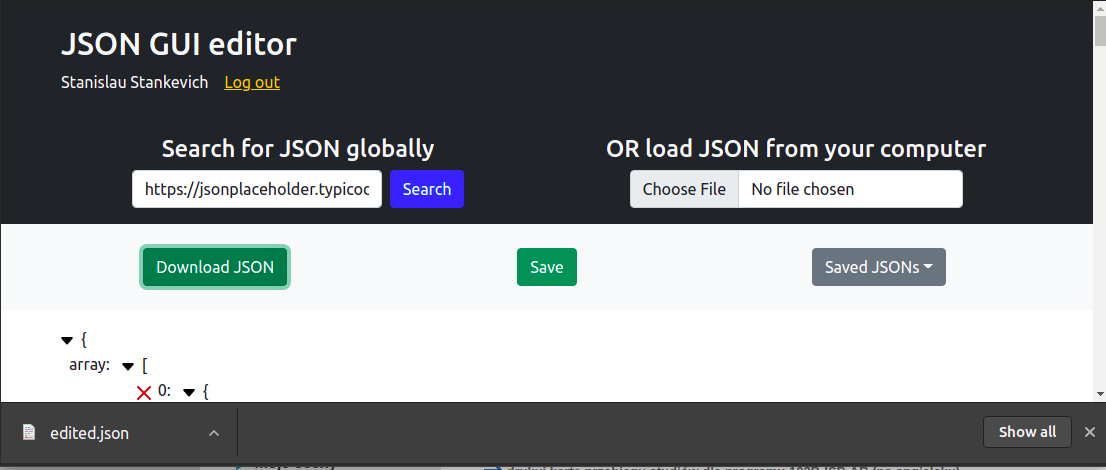 JSON GUI editor
Stanislau Stankevich Log out
Search for JSON globally
OR load JSON from your computer
https://jsonplaceholder.typicoc Search
Choose File No file chosen
Download JSON Save Saved JSONs
{
array: [
0: {
edited.json Show all